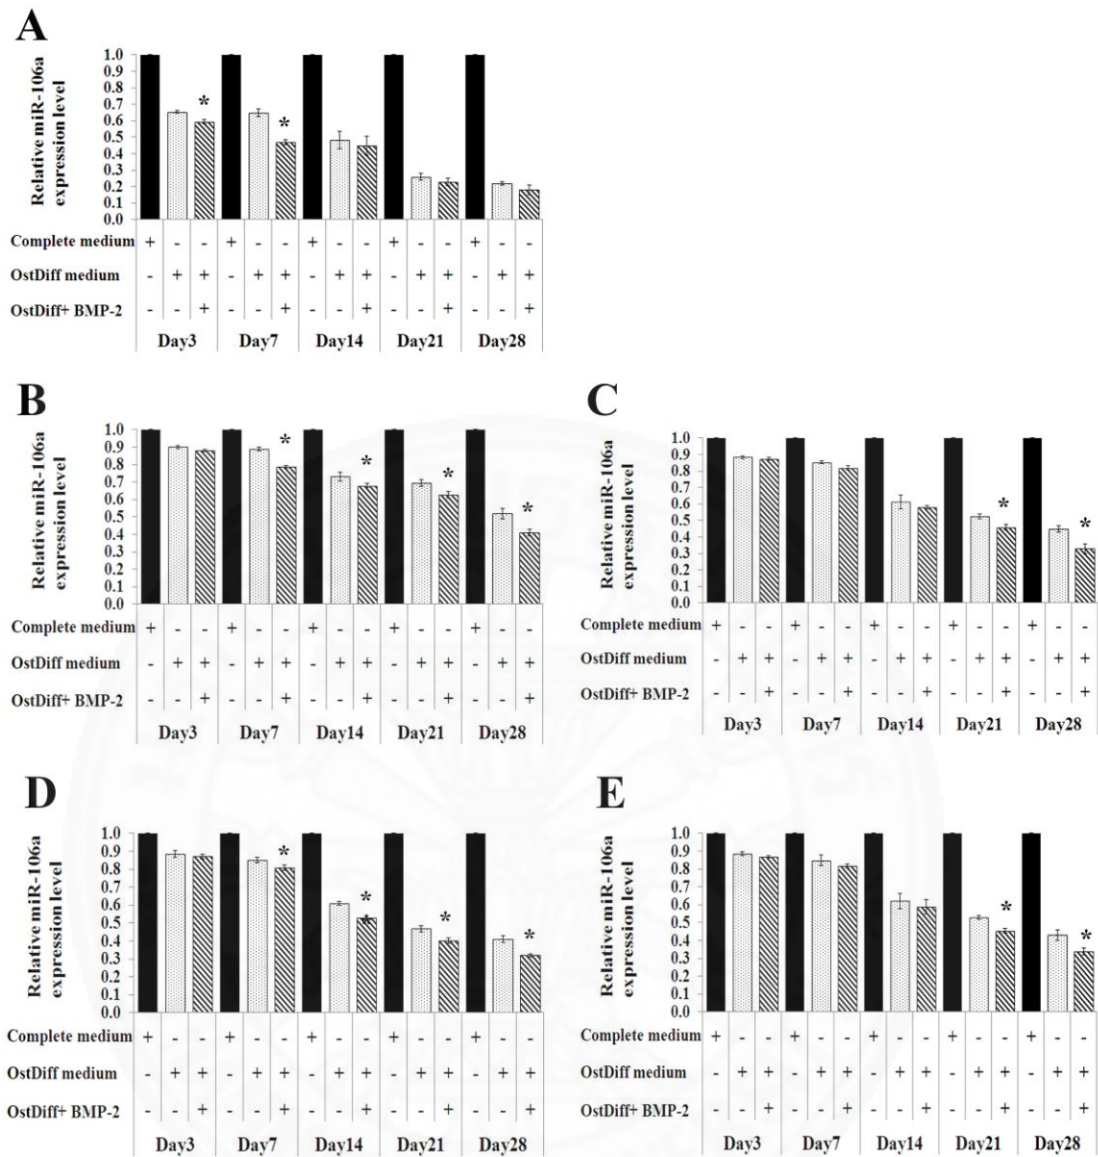 A
Relative miR-106a
expression level
1.0
0.9
0.8
0.7
0.6
0.5
0.4
0.3
0.2
0.1
0.0
* *
Complete medium + - - + - - + - - + - - + - -
OstDiff medium - + + - + + - + + - + + - + +
OstDiff+ BMP-2 - - + - - + - - + - - + - - +
Day3 Day7 Day14 Day21 Day28
B
Relative miR-106a
expression level
1.0
0.9
0.8
0.7
0.6
0.5
0.4
0.3
0.2
0.1
0.0
* * * *
Complete medium + - - + - - + - - + - - + - -
OstDiff medium - + + - + + - + + - + + - + +
OstDiff+ BMP-2 - - + - - + - - + - - + - - +
Day3 Day7 Day14 Day21 Day28
C
Relative miR-106a
expression level
1.0
0.9
0.8
0.7
0.6
0.5
0.4
0.3
0.2
0.1
0.0
* *
Complete medium + - - + - - + - - + - - + - -
OstDiff medium - + + - + + - + + - + + - + +
OstDiff+ BMP-2 - - + - - + - - + - - + - - +
Day3 Day7 Day14 Day21 Day28
D
Relative miR-106a
expression level
1.0
0.9
0.8
0.7
0.6
0.5
0.4
0.3
0.2
0.1
0.0
* * * *
Complete medium + - - + - - + - - + - - + - -
OstDiff medium - + + - + + - + + - + + - + +
OstDiff+ BMP-2 - - + - - + - - + - - + - - +
Day3 Day7 Day14 Day21 Day28
E
Relative miR-106a
expression level
1.0
0.9
0.8
0.7
0.6
0.5
0.4
0.3
0.2
0.1
0.0
* *
Complete medium + - - + - - + - - + - - + - -
OstDiff medium - + + - + + - + + - + + - + +
OstDiff+ BMP-2 - - + - - + - - + - - + - - +
Day3 Day7 Day14 Day21 Day28